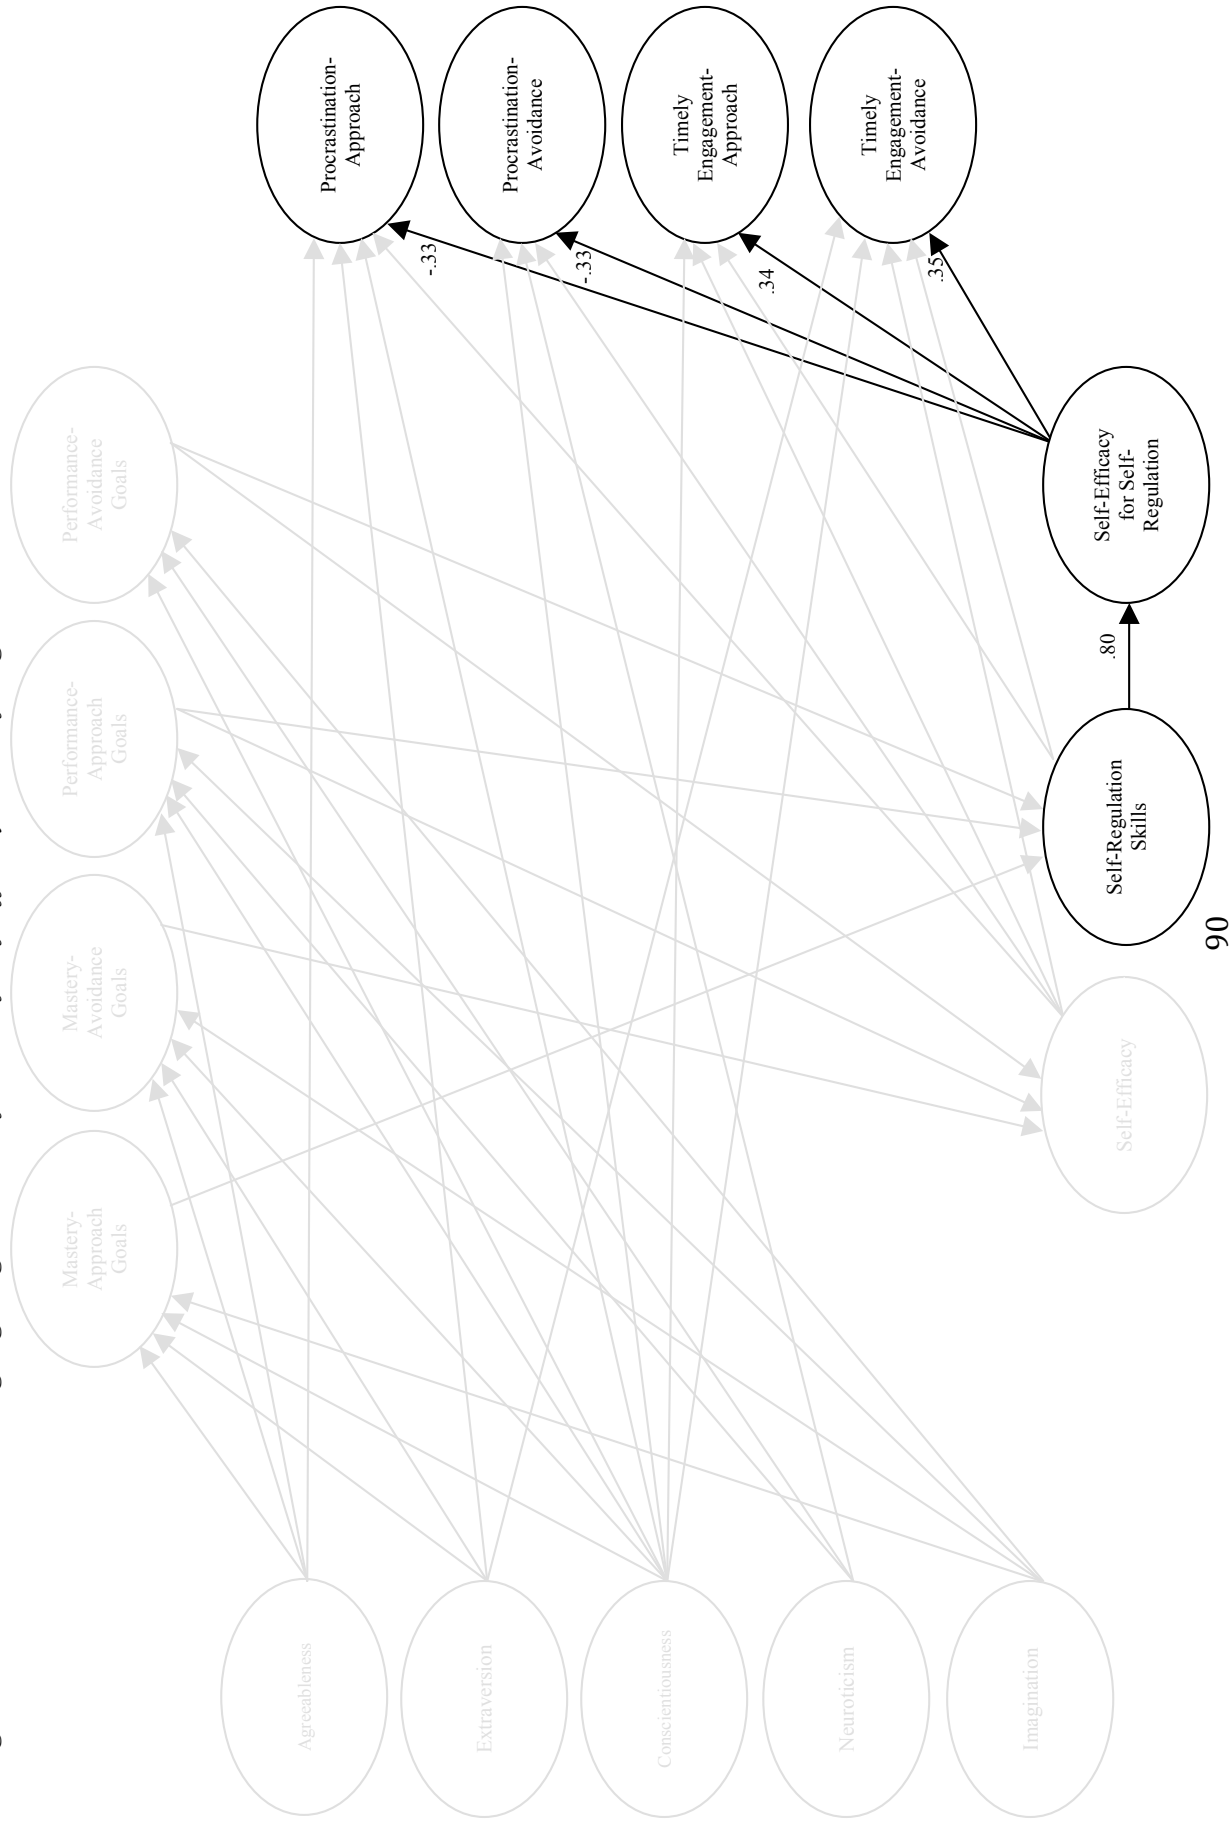 Mastery-
Approach
Goals
Mastery-
Avoidance
Goals
Performance-
Approach
Goals
Performance-
Avoidance
Goals
Agreeableness
Extraversion
Conscientiousness
Neuroticism
Imagination
Procrastination-
Approach
Procrastination-
Avoidance
Timely
Engagement-
Approach
Timely
Engagement-
Avoidance
-.33
-.33
.34
.35
Self-Efficacy
Self-Regulation
Skills
.80
Self-Efficacy
for Self-
Regulation
90